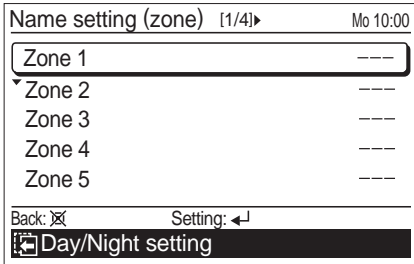 Name setting (zone) [1/4]▸ Mo 10:00
Zone 1 ---
Zone 2 ---
Zone 3 ---
Zone 4 ---
Zone 5 ---
Back: Setting: ↵
Day/Night setting